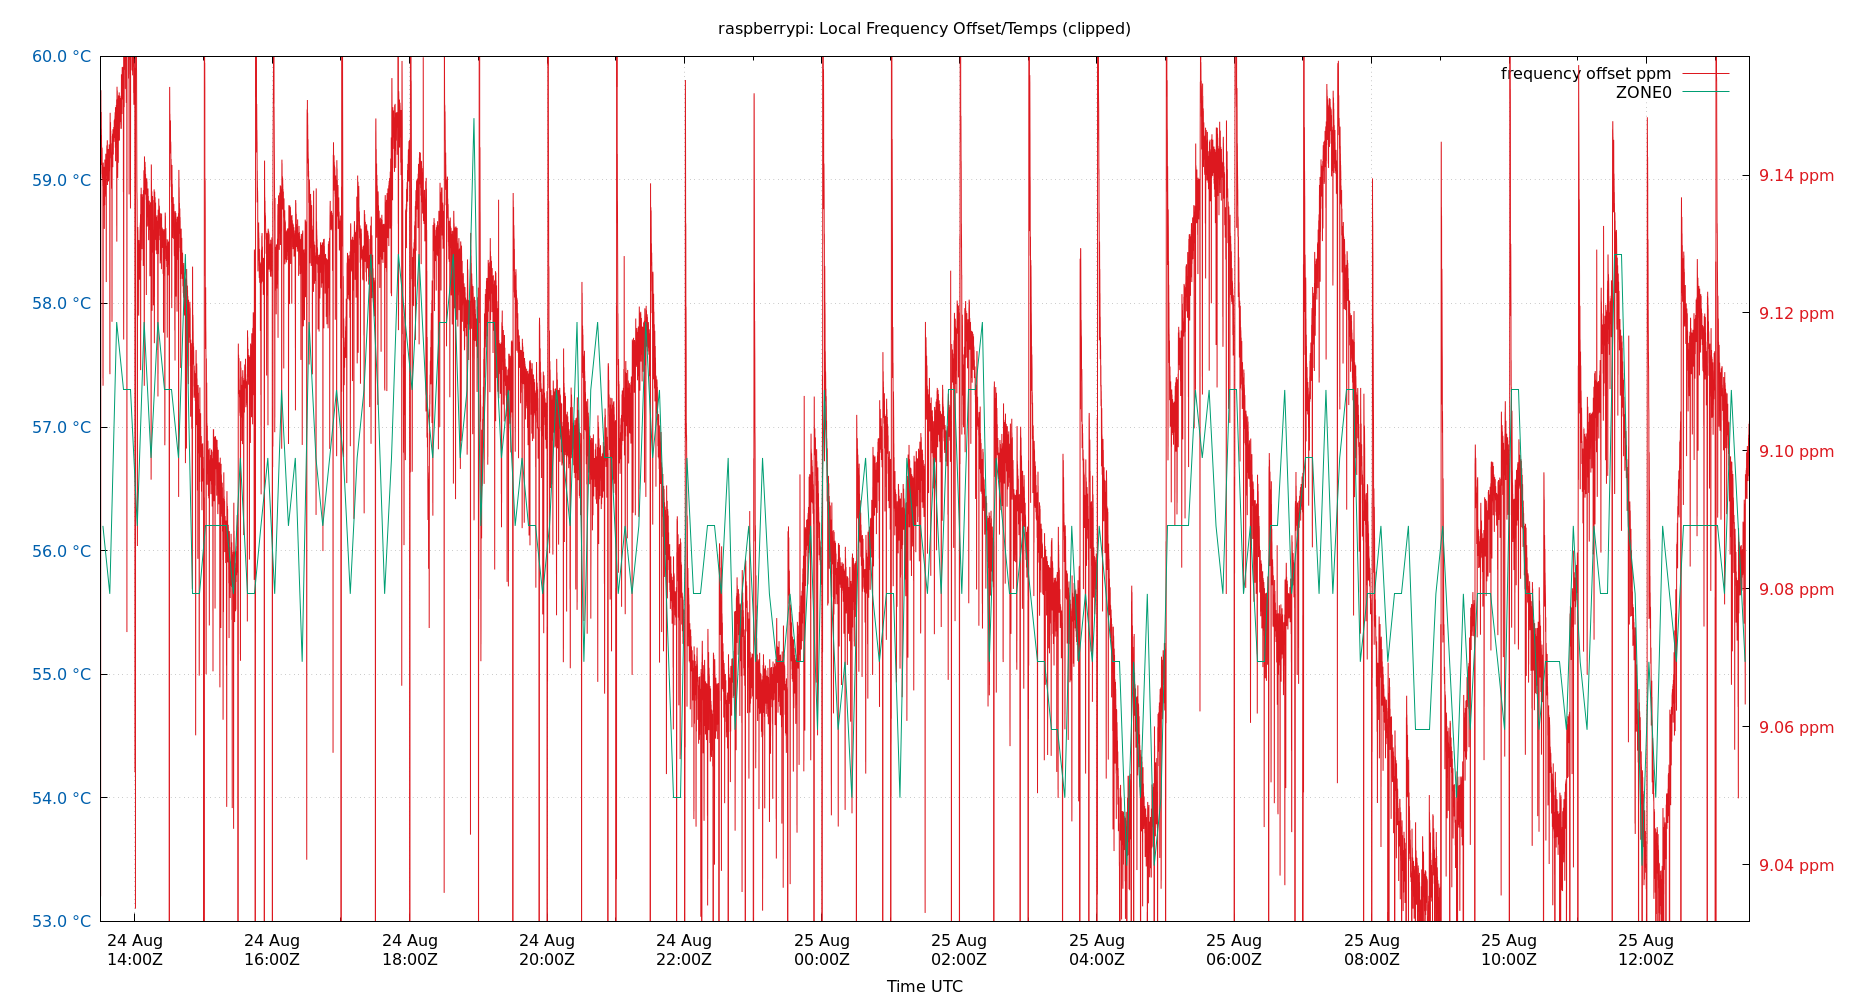 raspberrypi: Local Frequency Offset/Temps (clipped)
frequency offset ppm
ZONE0
60.0 °C
59.0 °C
58.0 °C
57.0 °C
56.0 °C
55.0 °C
54.0 °C
53.0 °C
9.14 ppm
9.12 ppm
9.10 ppm
9.08 ppm
9.06 ppm
9.04 ppm
24 Aug 24 Aug 24 Aug 24 Aug 24 Aug 25 Aug 25 Aug 25 Aug 25 Aug 25 Aug 25 Aug 25 Aug
14:00Z 16:00Z 18:00Z 20:00Z 22:00Z 00:00Z 02:00Z 04:00Z 06:00Z 08:00Z 10:00Z 12:00Z
Time UTC